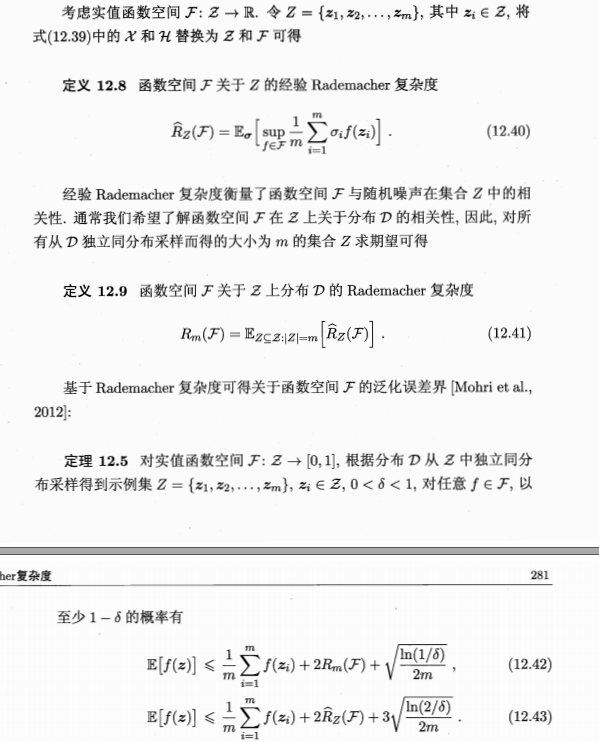 考虑实值函数空间 $\mathcal{F}: \mathcal{Z} \to \mathbb{R}$. 令 $Z = \{z_1, z_2, \ldots, z_m\}$, 其中 $z_i \in \mathcal{Z}$, 将
式(12.39)中的 $\mathcal{X}$ 和 $\mathcal{H}$ 替换为 $\mathcal{Z}$ 和 $\mathcal{F}$ 可得
定义 12.8 函数空间 $\mathcal{F}$ 关于 $Z$ 的经验 Rademacher 复杂度
$\widehat{R}_Z(\mathcal{F}) = \mathbb{E}_{\boldsymbol{\sigma}}\Big[\sup_{f \in \mathcal{F}} \frac{1}{m} \sum_{i=1}^{m} \sigma_i f(z_i)\Big]$ . (12.40)
经验 Rademacher 复杂度衡量了函数空间 $\mathcal{F}$ 与随机噪声在集合 $Z$ 中的相
关性. 通常我们希望了解函数空间 $\mathcal{F}$ 在 $\mathcal{Z}$ 上关于分布 $\mathcal{D}$ 的相关性, 因此, 对所
有从 $\mathcal{D}$ 独立同分布采样而得的大小为 $m$ 的集合 $Z$ 求期望可得
定义 12.9 函数空间 $\mathcal{F}$ 关于 $\mathcal{Z}$ 上分布 $\mathcal{D}$ 的 Rademacher 复杂度
$R_m(\mathcal{F}) = \mathbb{E}_{Z \subseteq \mathcal{Z}: |Z|=m}\Big[\widehat{R}_Z(\mathcal{F})\Big]$ . (12.41)
基于 Rademacher 复杂度可得关于函数空间 $\mathcal{F}$ 的泛化误差界 [Mohri et al.,
2012]:
定理 12.5 对实值函数空间 $\mathcal{F}: \mathcal{Z} \to [0,1]$, 根据分布 $\mathcal{D}$ 从 $\mathcal{Z}$ 中独立同分
布采样得到示例集 $Z = \{z_1, z_2, \ldots, z_m\}$, $z_i \in \mathcal{Z}$, $0 < \delta < 1$, 对任意 $f \in \mathcal{F}$, 以
her复杂度 281
至少 $1 - \delta$ 的概率有
$\mathbb{E}[f(z)] \leqslant \frac{1}{m} \sum_{i=1}^{m} f(z_i) + 2R_m(\mathcal{F}) + \sqrt{\frac{\ln(1/\delta)}{2m}}$ , (12.42)
$\mathbb{E}[f(z)] \leqslant \frac{1}{m} \sum_{i=1}^{m} f(z_i) + 2\widehat{R}_Z(\mathcal{F}) + 3\sqrt{\frac{\ln(2/\delta)}{2m}}$ . (12.43)